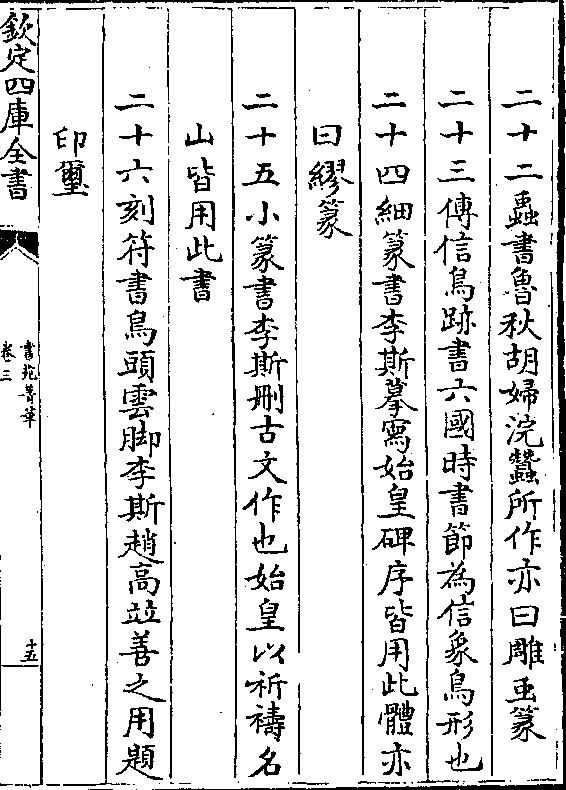 二十二蟲書魯秋胡婦浣蠶所作亦曰雕蟲篆
二十三傳信鳥跡書六國時書節為信象鳥形也
二十四細篆書李斯摹寫始皇碑序皆用此體亦
曰繆篆
二十五小篆書李斯刪古文作也始皇以祈禱名
山皆用此書
二十六刻符書鳥頭雲脚李斯趙高竝善之用題
印璽
欽定四庫全書
書苑菁華
卷三
十五